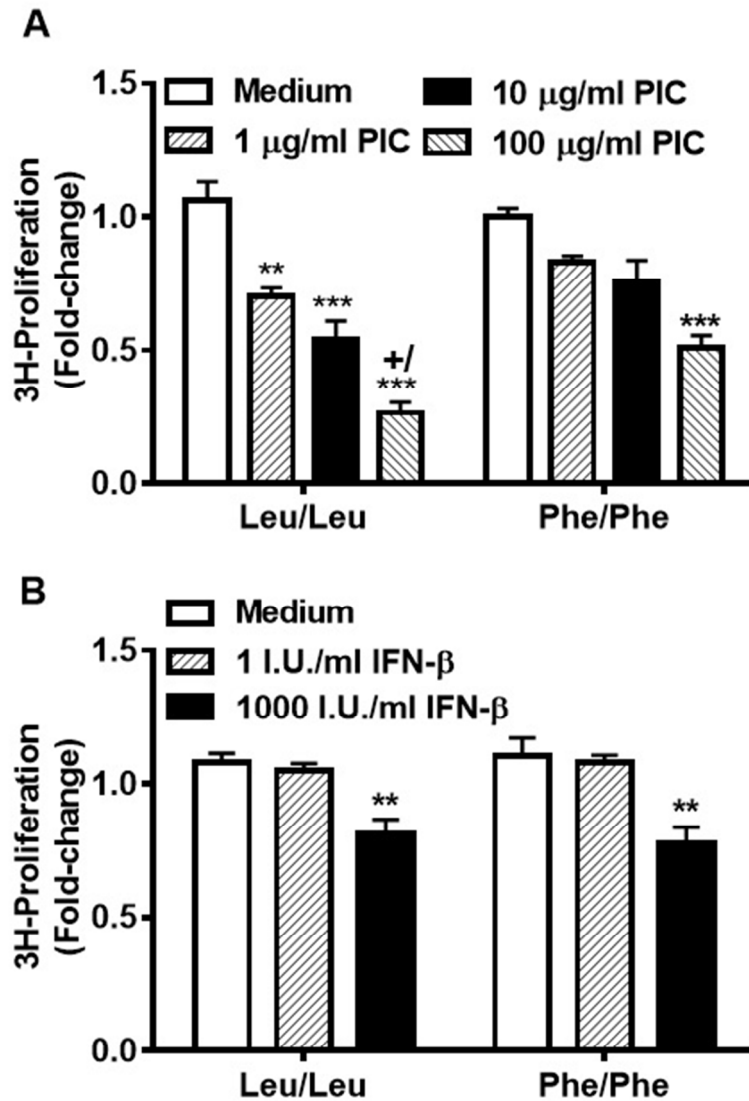 A
Medium
10 μg/ml PIC
1 μg/ml PIC
100 μg/ml PIC
3H-Proliferation
(Fold-change)
1.5
1.0
0.5
0.0
**
***
+/
***
***
Leu/Leu
Phe/Phe
B
Medium
1 I.U./ml IFN-β
1000 I.U./ml IFN-β
3H-Proliferation
(Fold-change)
1.5
1.0
0.5
0.0
**
**
Leu/Leu
Phe/Phe